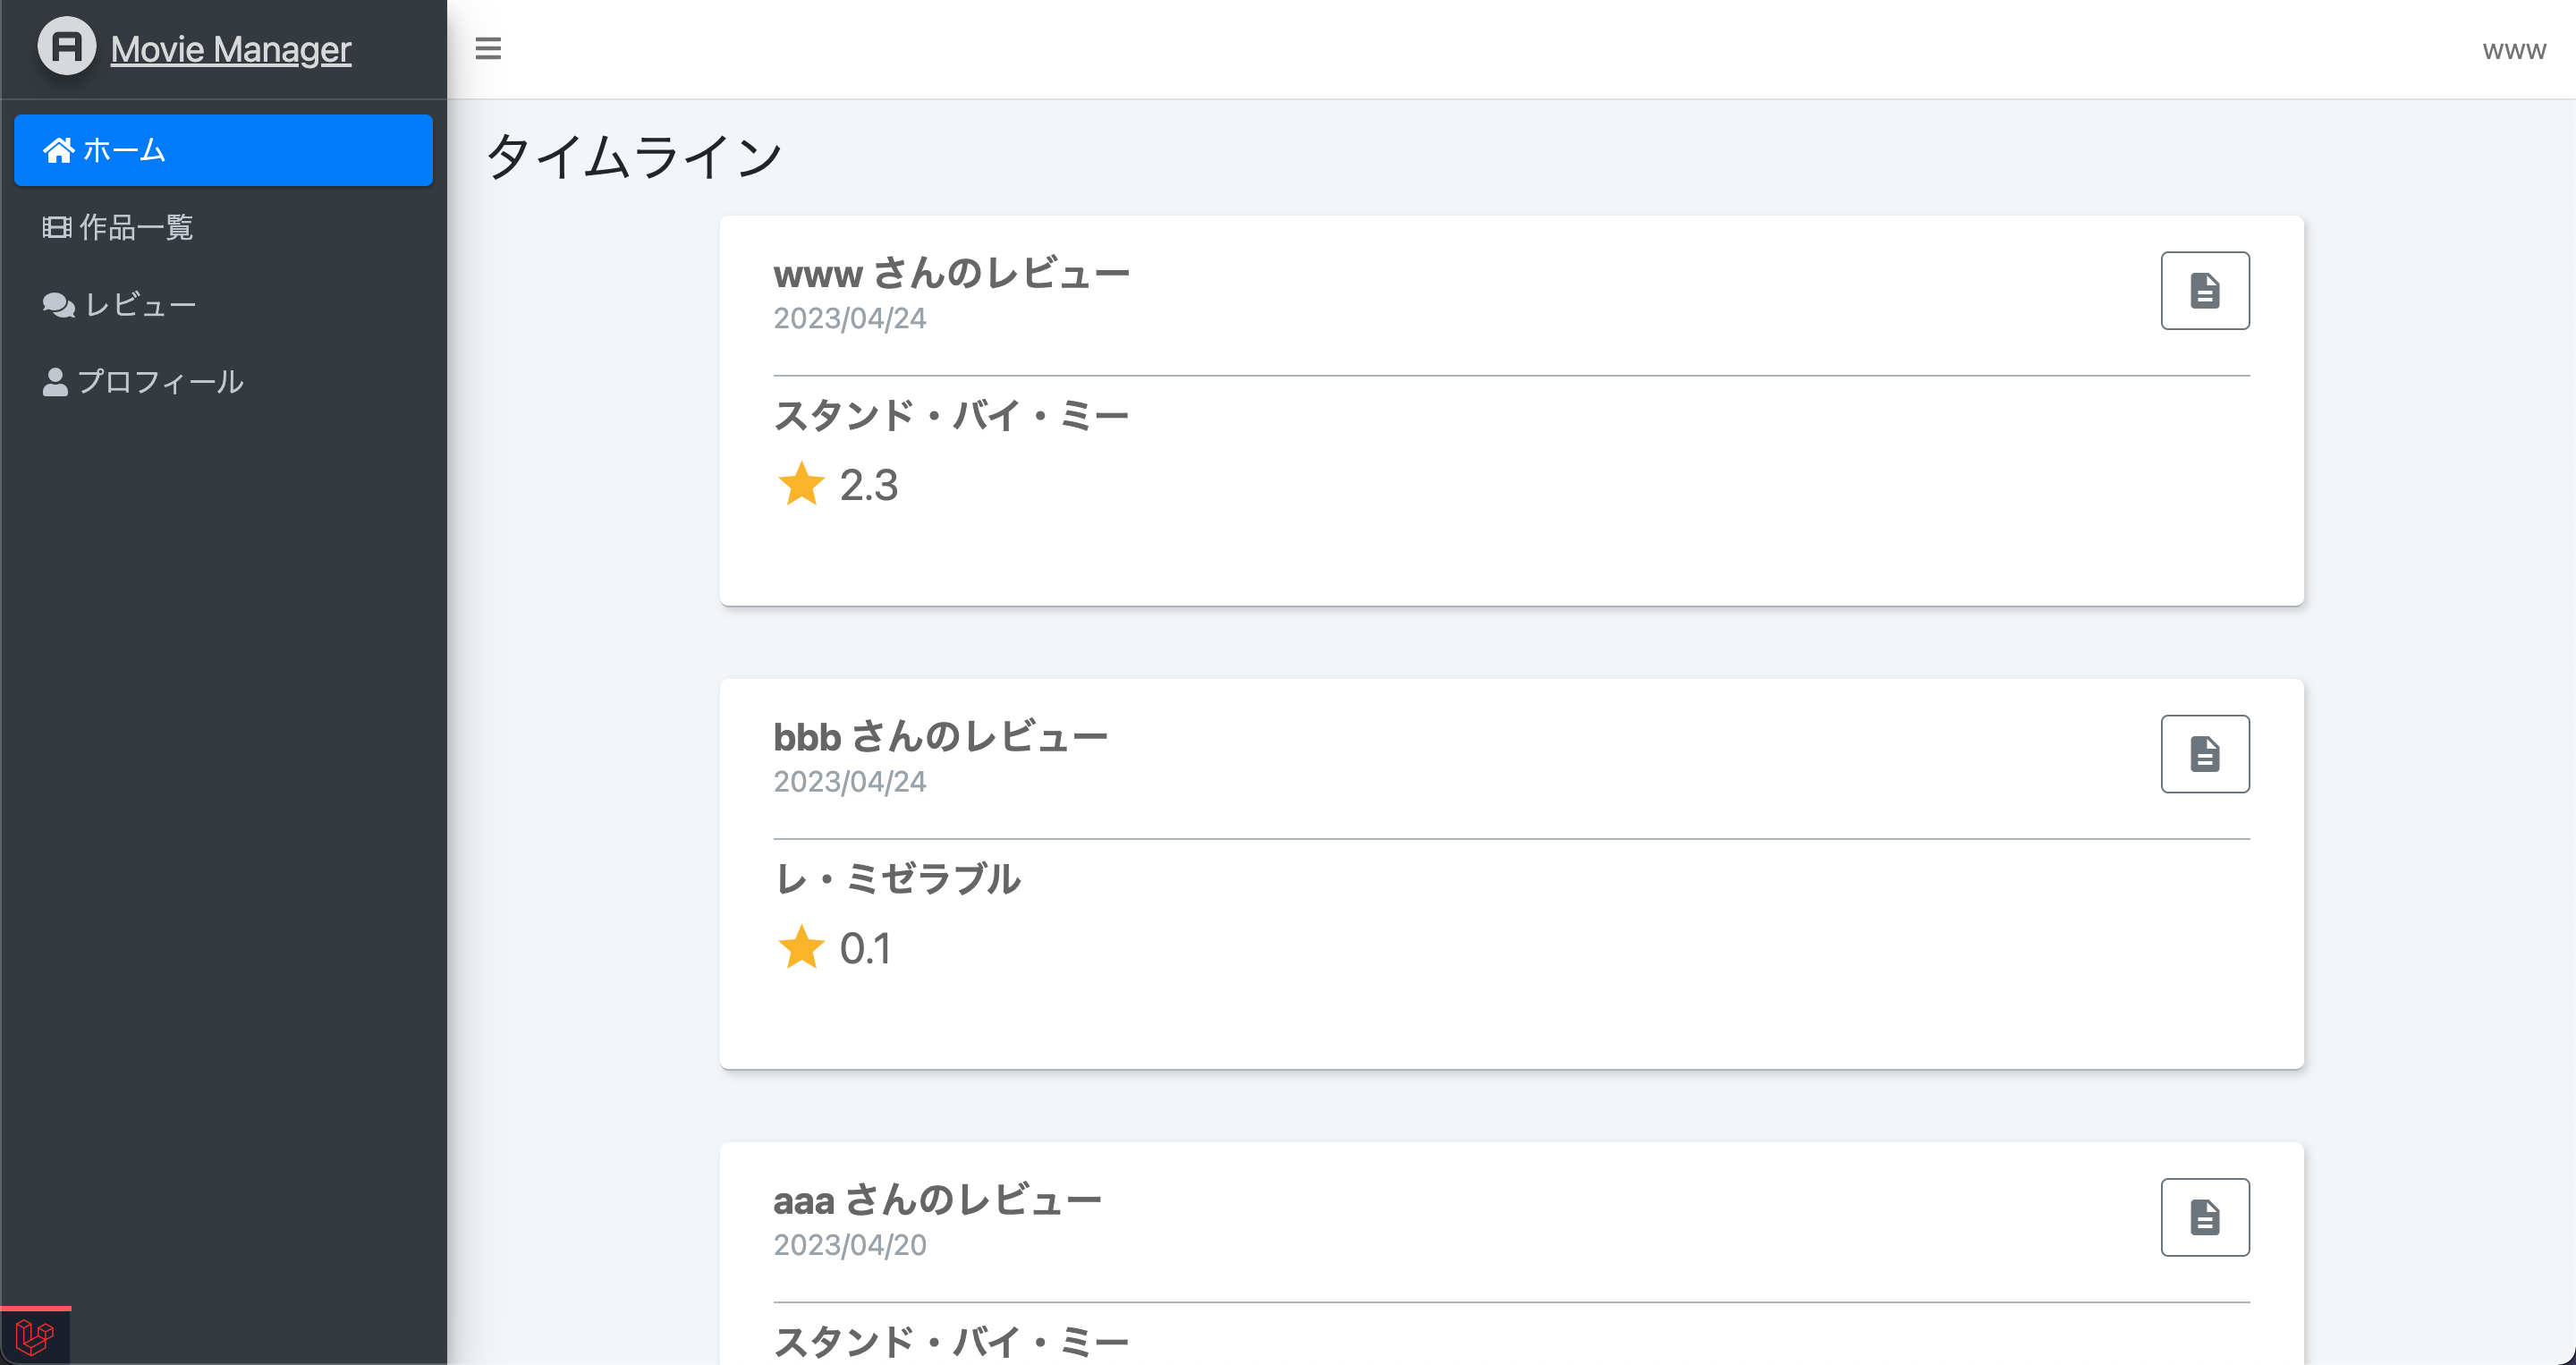 Movie Manager
www
ホーム
作品一覧
レビュー
プロフィール
タイムライン
www さんのレビュー
2023/04/24
スタンド・バイ・ミー
2.3
bbb さんのレビュー
2023/04/24
レ・ミゼラブル
0.1
aaa さんのレビュー
2023/04/20
スタンド・バイ・ミー